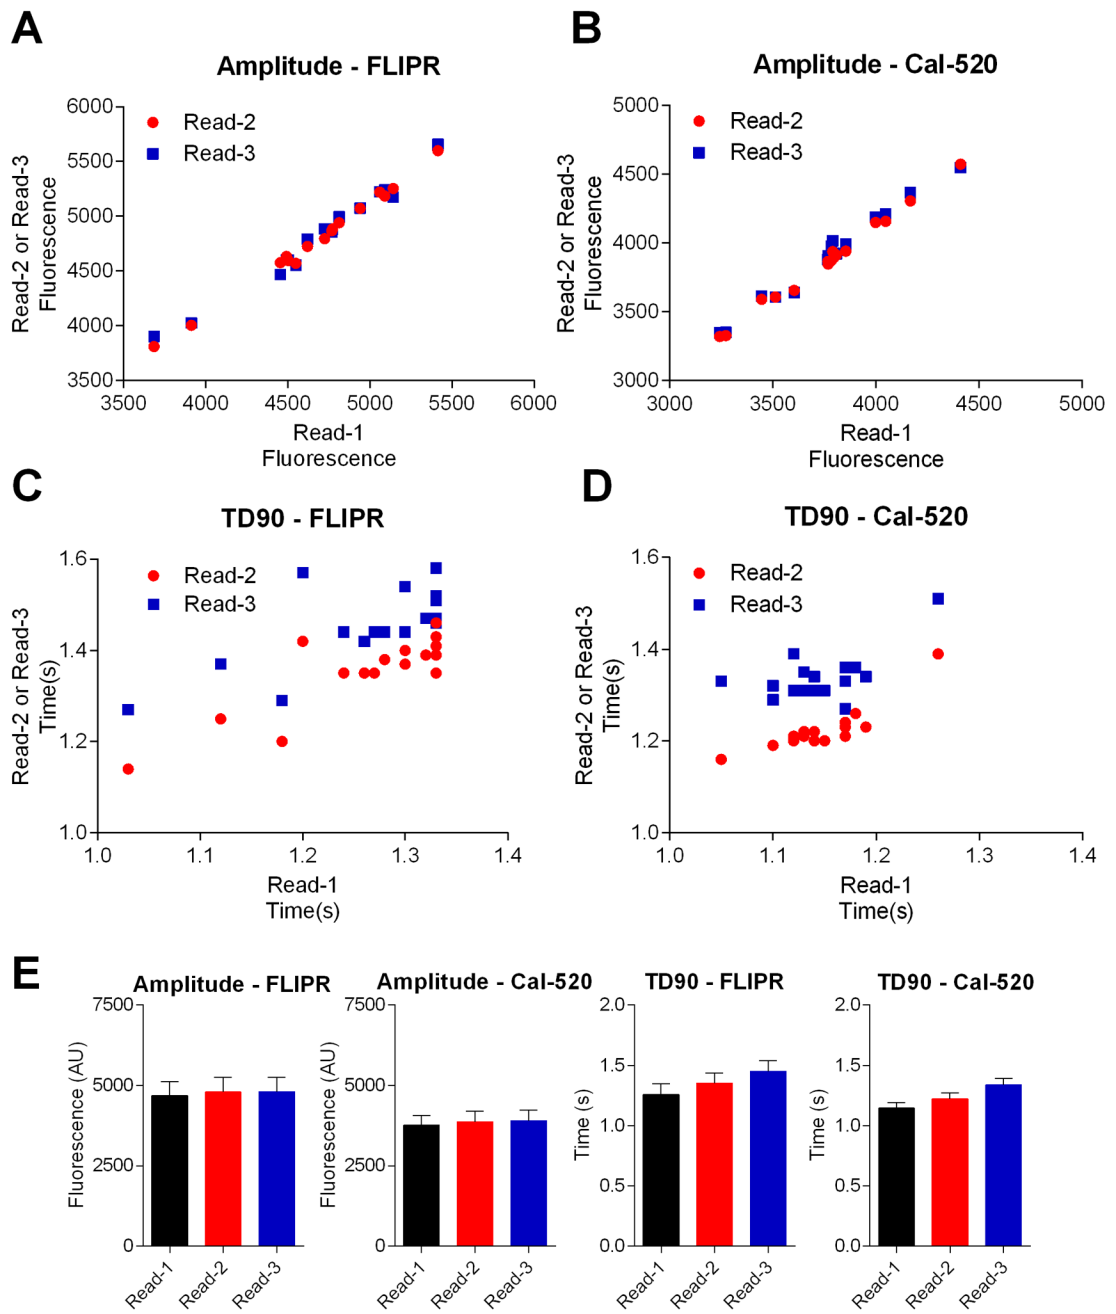 A
Amplitude - FLIPR
Read-2
Read-3
6000
5500
5000
4500
4000
3500
Read-2 or Read-3
Fluorescence
3500 4000 4500 5000 5500 6000
Read-1
Fluorescence
B
Amplitude - Cal-520
Read-2
Read-3
5000
4500
4000
3500
3000
Read-2 or Read-3
Fluorescence
3000 3500 4000 4500 5000
Read-1
Fluorescence
C
TD90 - FLIPR
Read-2
Read-3
1.6
1.4
1.2
1.0
Read-2 or Read-3
Time(s)
1.0 1.1 1.2 1.3 1.4
Read-1
Time(s)
D
TD90 - Cal-520
Read-2
Read-3
1.6
1.4
1.2
1.0
Read-2 or Read-3
Time(s)
1.0 1.1 1.2 1.3 1.4
Read-1
Time(s)
E
Amplitude - FLIPR
7500
5000
2500
0
Fluorescence (AU)
Read-1 Read-2 Read-3
Amplitude - Cal-520
7500
5000
2500
0
Fluorescence (AU)
Read-1 Read-2 Read-3
TD90 - FLIPR
2.0
1.5
1.0
0.5
0.0
Time (s)
Read-1 Read-2 Read-3
TD90 - Cal-520
2.0
1.5
1.0
0.5
0.0
Time (s)
Read-1 Read-2 Read-3